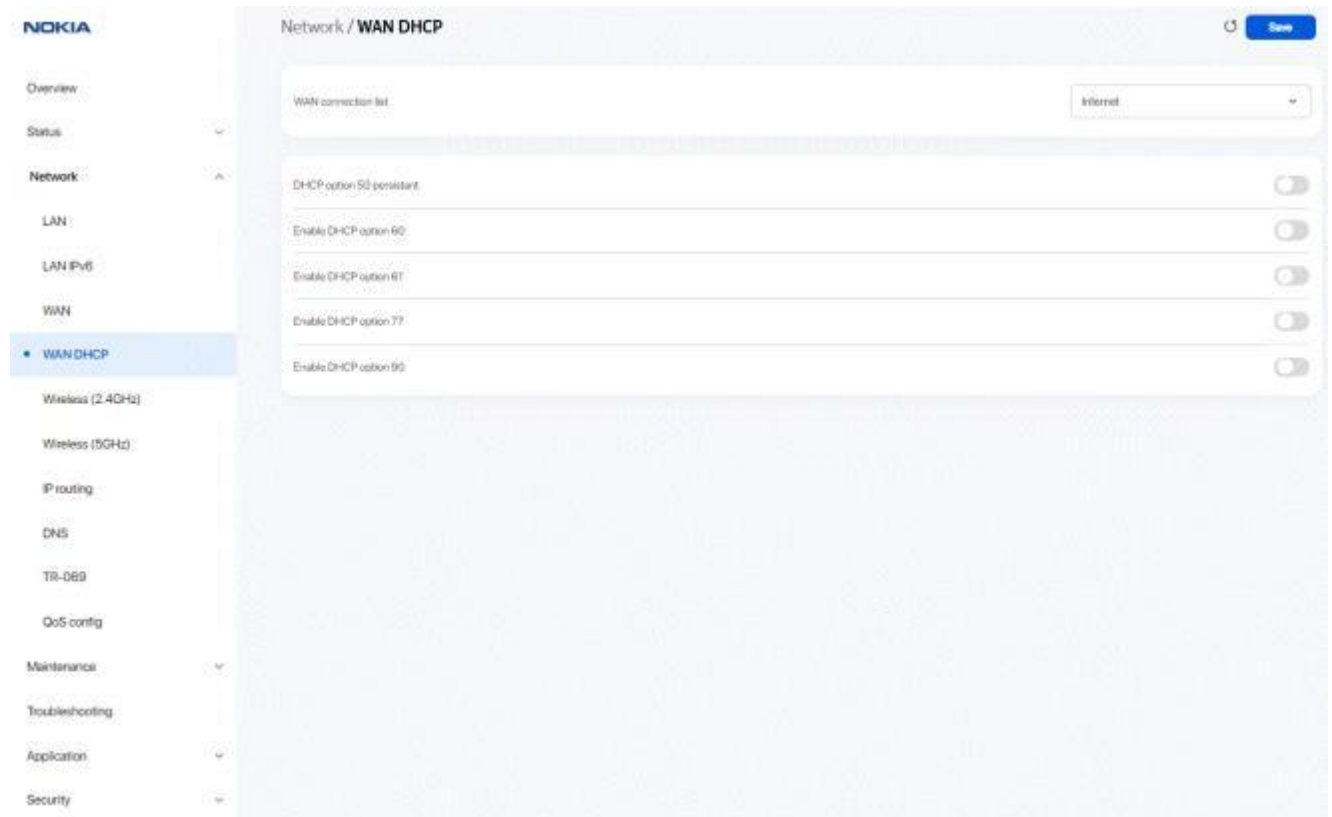 NOKIA
Network / WAN DHCP
Save
Overview
WAN connection list
Internet
Status
Network
DHCP option 50 persistant
LAN
Enable DHCP option 60
LAN IPv6
Enable DHCP option 61
WAN
Enable DHCP option 77
WAN DHCP
Enable DHCP option 90
Wireless (2.4GHz)
Wireless (5GHz)
IP routing
DNS
TR-069
QoS config
Maintenance
Troubleshooting
Application
Security